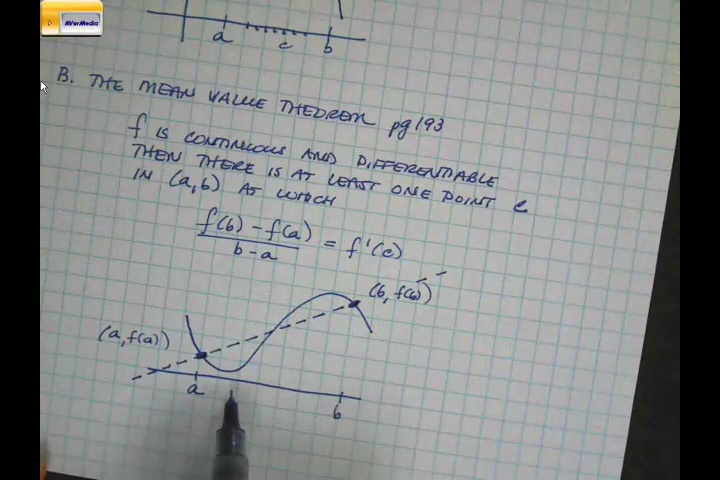 AVerMedia
a c b
B. THE MEAN VALUE THEOREM pg 193
f IS CONTINUOUS AND DIFFERENTIABLE
THEN THERE IS AT LEAST ONE POINT c
IN (a,b) AT WHICH
f(b) - f(a)
b - a
= f'(c)
(b, f(b))
(a, f(a))
a
b